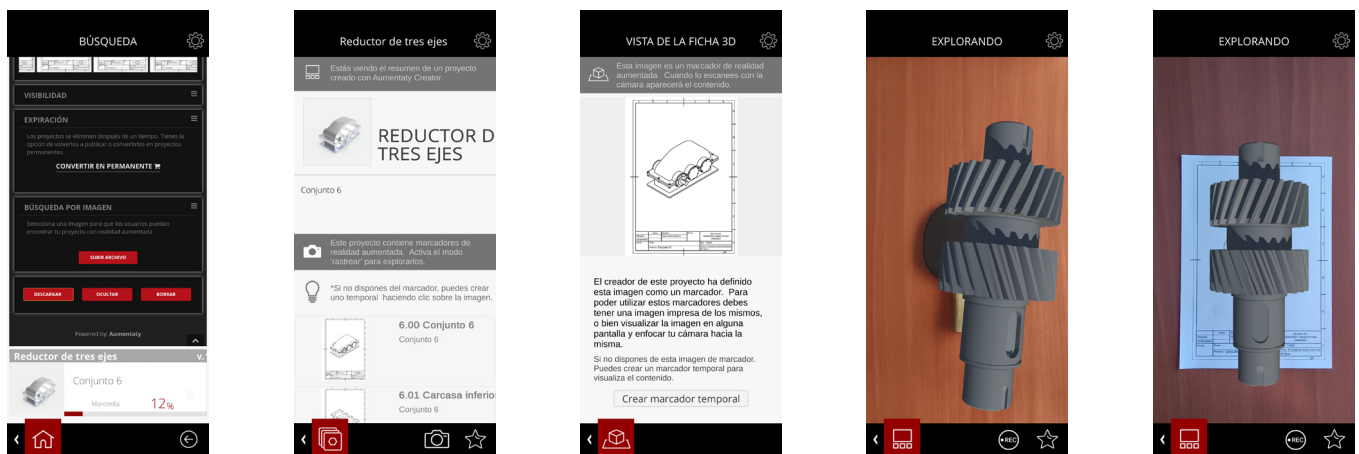 BÚSQUEDA
VISIBILIDAD
EXPIRACIÓN
Los proyectos se eliminan después de un tiempo. Tienes la
opción de volverlos a publicar o convertirlos en proyectos
permanentes.
CONVERTIR EN PERMANENTE
BÚSQUEDA POR IMAGEN
Selecciona una imagen para que los usuarios puedan
encontrar tu proyecto con realidad aumentada
SUBIR ARCHIVO
DESCARGAR
OCULTAR
BORRAR
Powered by: Aumentaty
Reductor de tres ejes
Conjunto 6
Marcos8a
12%
Reductor de tres ejes
Estás viendo el resumen de un proyecto
creado con Aumentaty Creator.
REDUCTOR D
TRES EJES
Conjunto 6
Este proyecto contiene marcadores de
realidad aumentada. Activa el modo
'rastrear' para explorarlos.
*Si no dispones del marcador, puedes crear
uno temporal haciendo clic sobre la imagen.
6.00 Conjunto 6
Conjunto 6
6.01 Carcasa inferio
Conjunto 6
VISTA DE LA FICHA 3D
Esta imagen es un marcador de realidad
aumentada. Cuando lo escanees con la
cámara aparecerá el contenido.
El creador de este proyecto ha definido
esta imagen como un marcador. Para
poder utilizar estos marcadores debes
tener una imagen impresa de los mismos,
o bien visualizar la imagen en alguna
pantalla y enfocar tu cámara hacia la
misma.
Si no dispones de esta imagen de marcador.
Puedes crear un marcador temporal para
visualiza el contenido.
Crear marcador temporal
EXPLORANDO
REC
EXPLORANDO
REC